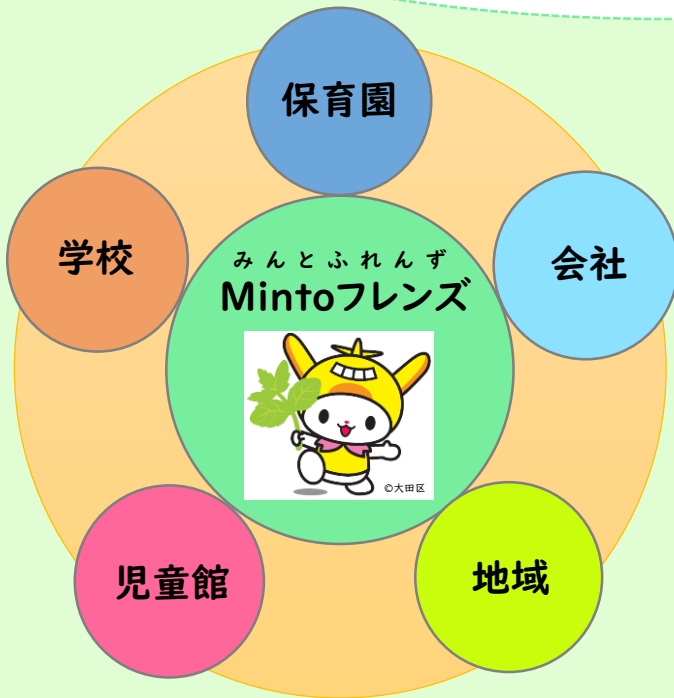 保育園
学校
会社
みんとふれんず
Mintoフレンズ
©大田区
児童館
地域